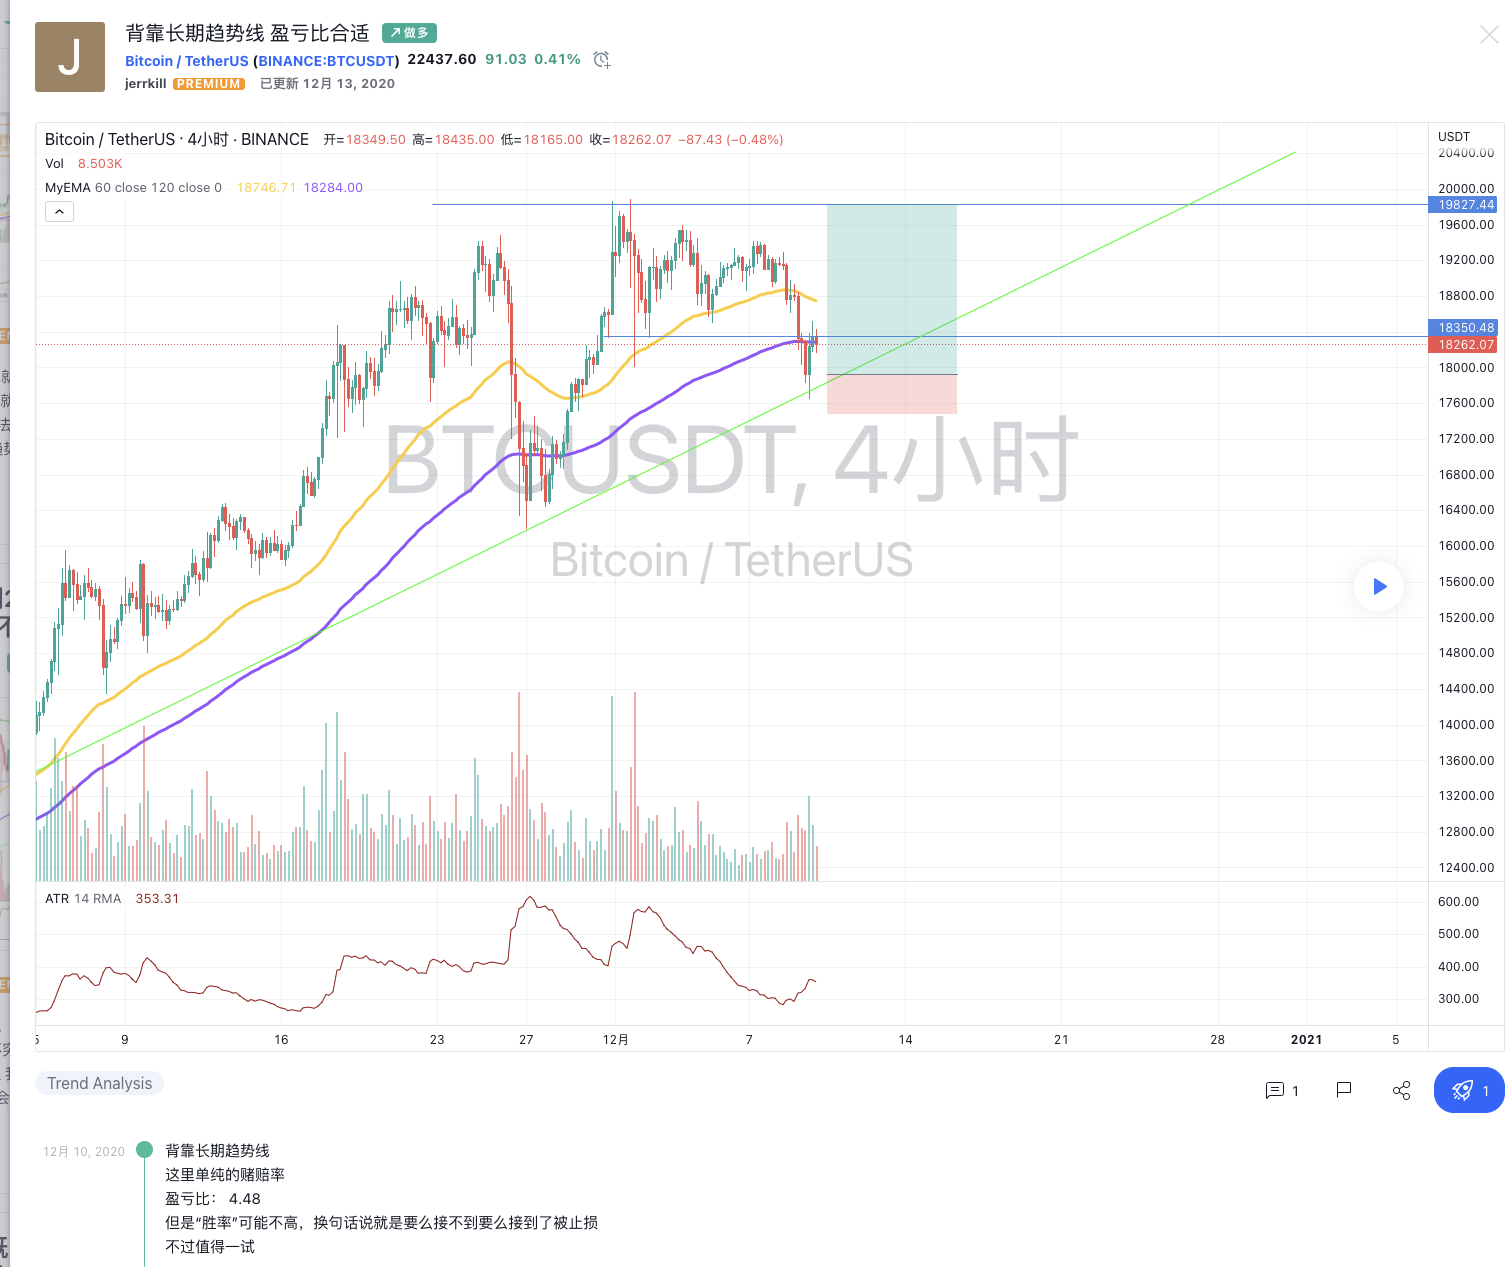 J
背靠长期趋势线 盈亏比合适 做多
Bitcoin / TetherUS (BINANCE:BTCUSDT) 22437.60 91.03 0.41%
jerrkill PREMIUM 已更新 12月 13, 2020
Bitcoin / TetherUS · 4小时 · BINANCE 开=18349.50 高=18435.00 低=18165.00 收=18262.07 −87.43 (−0.48%)
Vol 8.503K
MyEMA 60 close 120 close 0 18746.71 18284.00
USDT
20400.00
20000.00
19827.44
19600.00
19200.00
18800.00
18350.48
18262.07
18000.00
17600.00
17200.00
16800.00
16400.00
16000.00
15600.00
15200.00
14800.00
14400.00
14000.00
13600.00
13200.00
12800.00
12400.00
BTCUSDT, 4小时
Bitcoin / TetherUS
ATR 14 RMA 353.31
600.00
500.00
400.00
300.00
9 16 23 27 12月 7 14 21 28 2021 5
Trend Analysis
1
1
12月 10, 2020
背靠长期趋势线
这里单纯的赌赔率
盈亏比： 4.48
但是“胜率”可能不高，换句话说就是要么接不到要么接到了被止损
不过值得一试